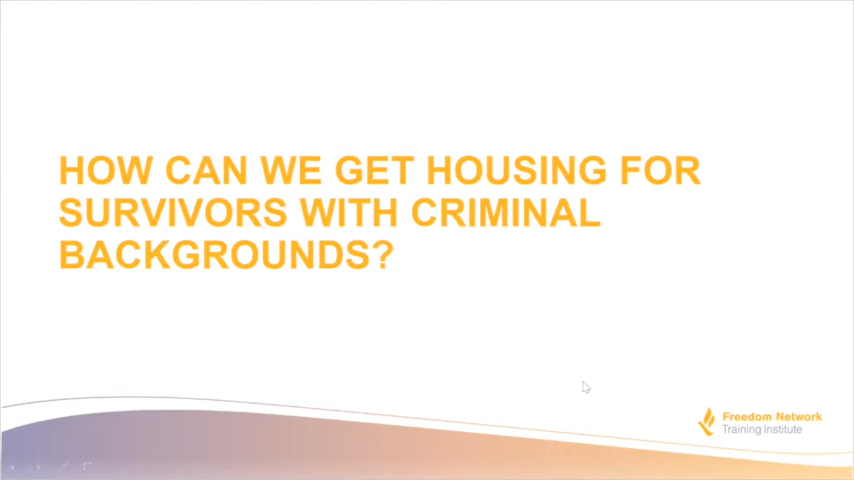 HOW CAN WE GET HOUSING FOR
SURVIVORS WITH CRIMINAL
BACKGROUNDS?
Freedom Network
Training Institute